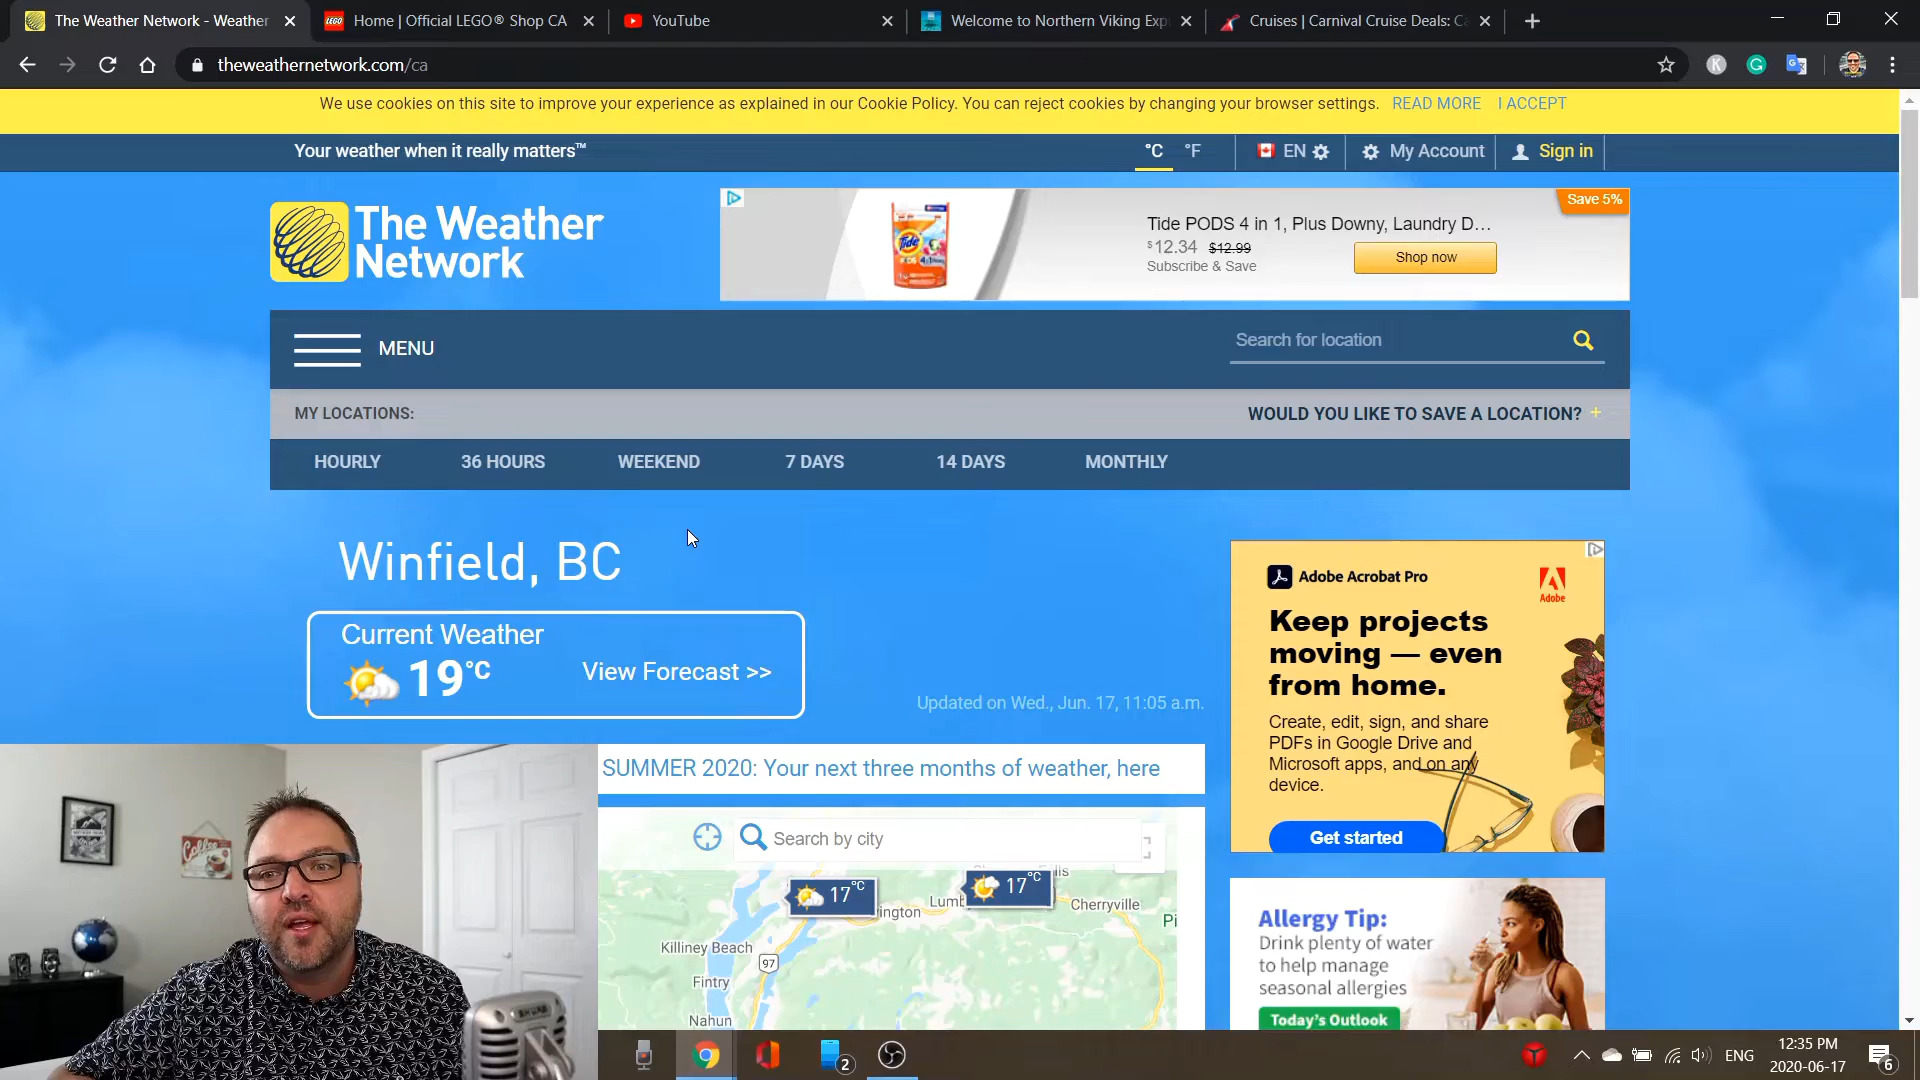 The Weather Network - Weather
Home | Official LEGO® Shop CA
YouTube
Welcome to Northern Viking Exp
Cruises | Carnival Cruise Deals: Ca
theweathernetwork.com/ca
We use cookies on this site to improve your experience as explained in our Cookie Policy. You can reject cookies by changing your browser settings. READ MORE I ACCEPT
Your weather when it really matters™
°C °F EN My Account Sign in
The Weather
Network
Save 5%
Tide PODS 4 in 1, Plus Downy, Laundry D...
$12.34 $12.99
Subscribe & Save
Shop now
Tide
MENU
Search for location
MY LOCATIONS:
WOULD YOU LIKE TO SAVE A LOCATION? +
HOURLY 36 HOURS WEEKEND 7 DAYS 14 DAYS MONTHLY
Winfield, BC
Current Weather
19°C
View Forecast >>
Updated on Wed., Jun. 17, 11:05 a.m.
Adobe Acrobat Pro
Adobe
Keep projects
moving — even
from home.
Create, edit, sign, and share
PDFs in Google Drive and
Microsoft apps, and on any
device.
Get started
SUMMER 2020: Your next three months of weather, here
Search by city
17°C
17°C
Cherryville
Killiney Beach
97
Fintry
Nahun
Coffee
Allergy Tip:
Drink plenty of water
to help manage
seasonal allergies
Today's Outlook
2
ENG
12:35 PM
2020-06-17
6